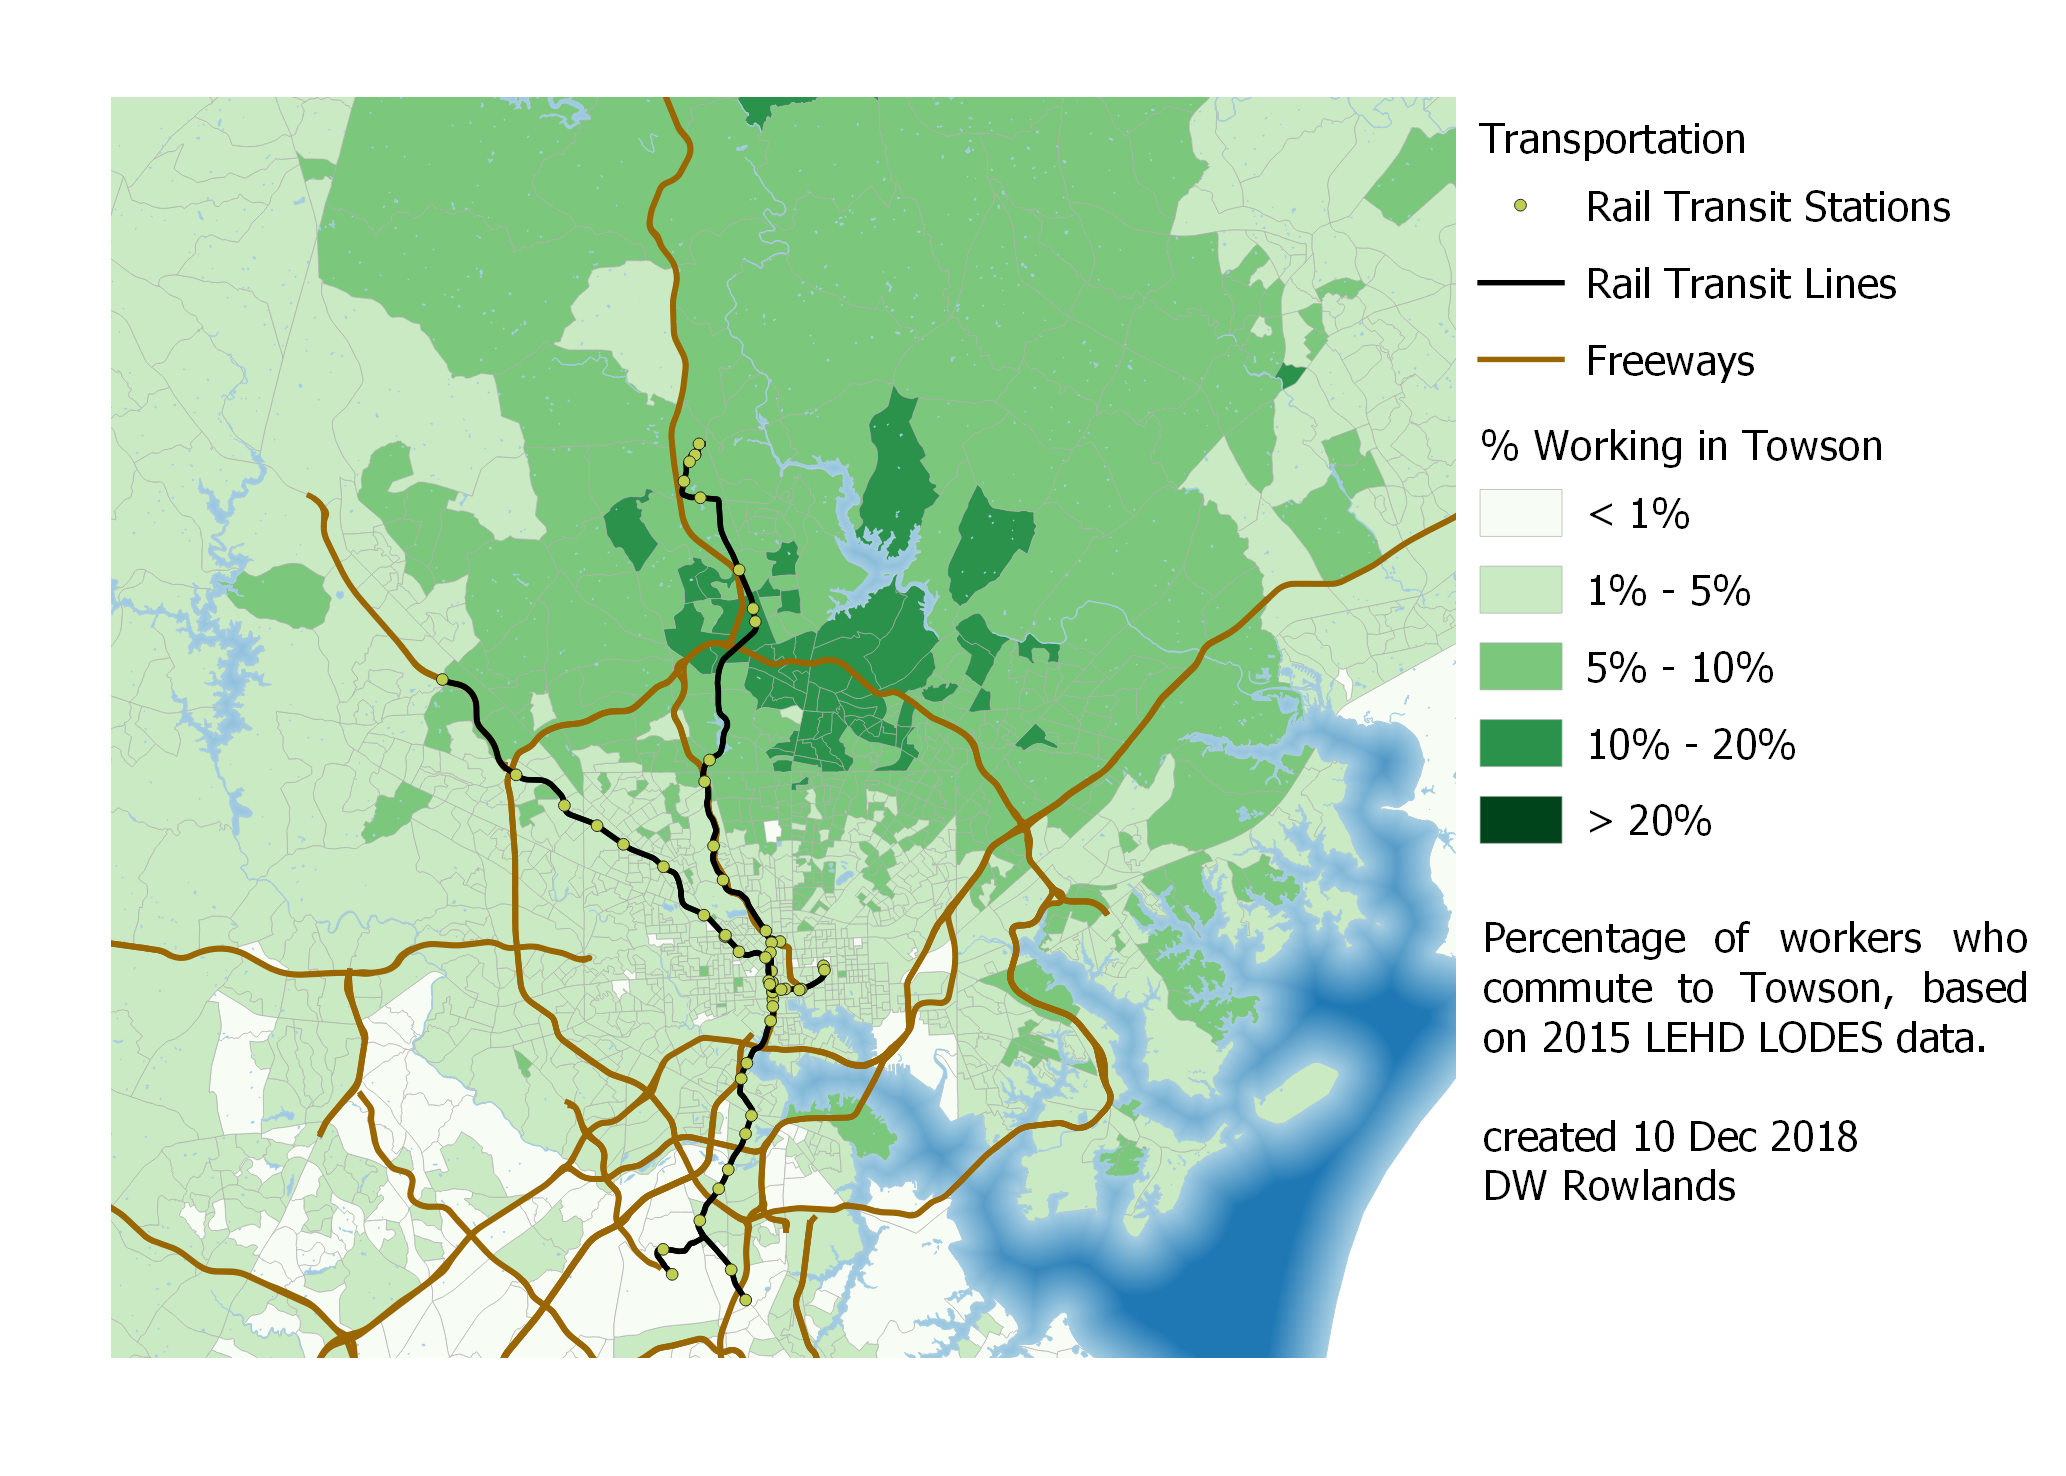 Transportation
Rail Transit Stations
Rail Transit Lines
Freeways
% Working in Towson
< 1%
1% - 5%
5% - 10%
10% - 20%
> 20%
Percentage of workers who
commute to Towson, based
on 2015 LEHD LODES data.
created 10 Dec 2018
DW Rowlands